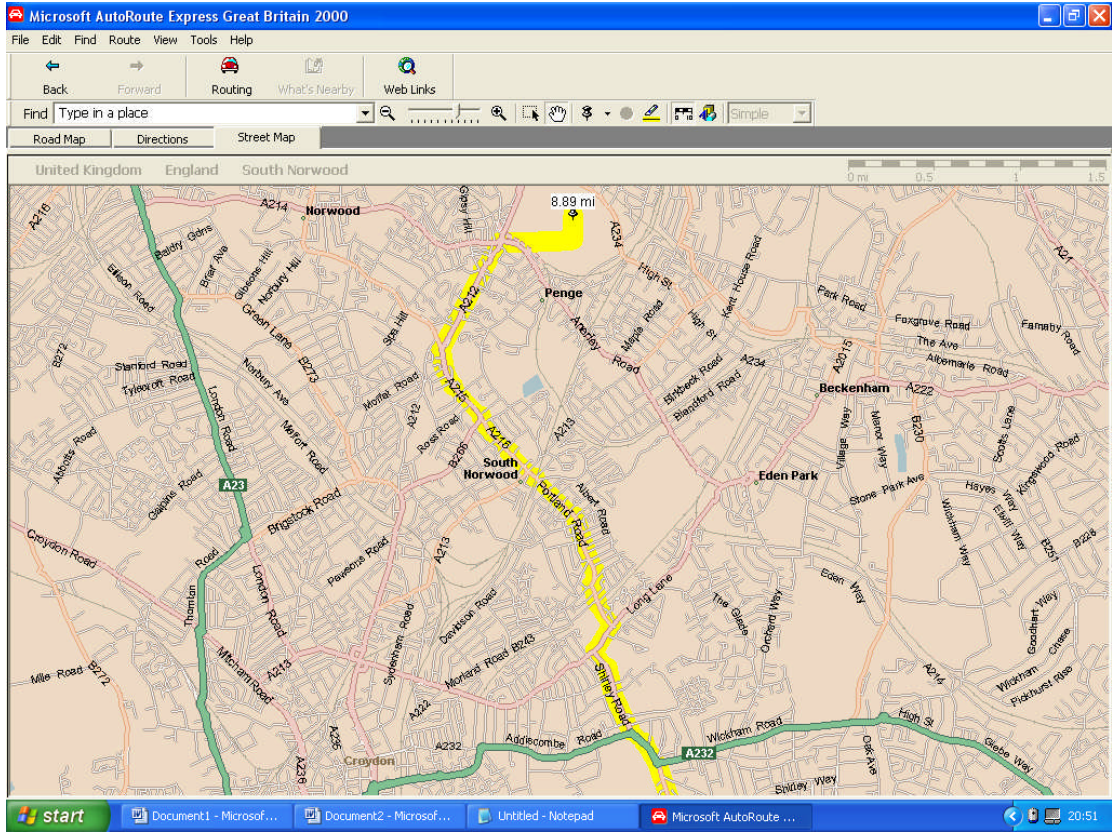 Microsoft AutoRoute Express Great Britain 2000
File Edit Find Route View Tools Help
Back Forward Routing What's Nearby Web Links
Find Type in a place Simple
Road Map Directions Street Map
United Kingdom England South Norwood
0 mi 0.5 1 1.5
A216
A214
Norwood
Gipsy Hill
8.89 mi
A234
A21
Baldry Gdns
Briar Ave
Gibsons Hill
Norbury Hill
Ellison Road
High St
Kent House Road
Penge
Park Road
A212
Green Lane
Spa Hill
Anerley Road
Maple Road
High St
Foxgrove Road
Farnaby Road
The Ave
Albemarle Road
B272
B273
Stanford Road
Tylecroft Road
Norbury Ave
A234
A2015
Birkbeck Road
Blandford Road
Beckenham
A222
London Road
Moffat Road
A215
A212
Ross Road
A213
B266
A216
Melfort Road
Village Way
Manor Way
B230
Scotts Lane
Kingswood Road
Abbotts Road
South Norwood
Eden Park
A23
Galpins Road
Portland Road
Albert Road
Stone Park Ave
Hayes Way
Elwill Way
B251
B228
Wickham Way
Brigstock Road
Croydon Road
Road
A213
Pawsons Road
London Road
Thornton
Long Lane
Eden Way
The Glade
Orchard Way
Goodhart Way
Davidson Road
Sydenham Road
Morland Road
B243
Mitcham Road
A213
Mile Road
B272
Shirley Road
A214
Wickham Chase
Pickhurst Rise
A222
A235
A236
A232
Addiscombe Road
Wickham Road
A232
High St
Glebe Way
Oak Ave
Croydon
Shirley Way
start
Document1 - Microsof...
Document2 - Microsof...
Untitled - Notepad
Microsoft AutoRoute ...
20:51